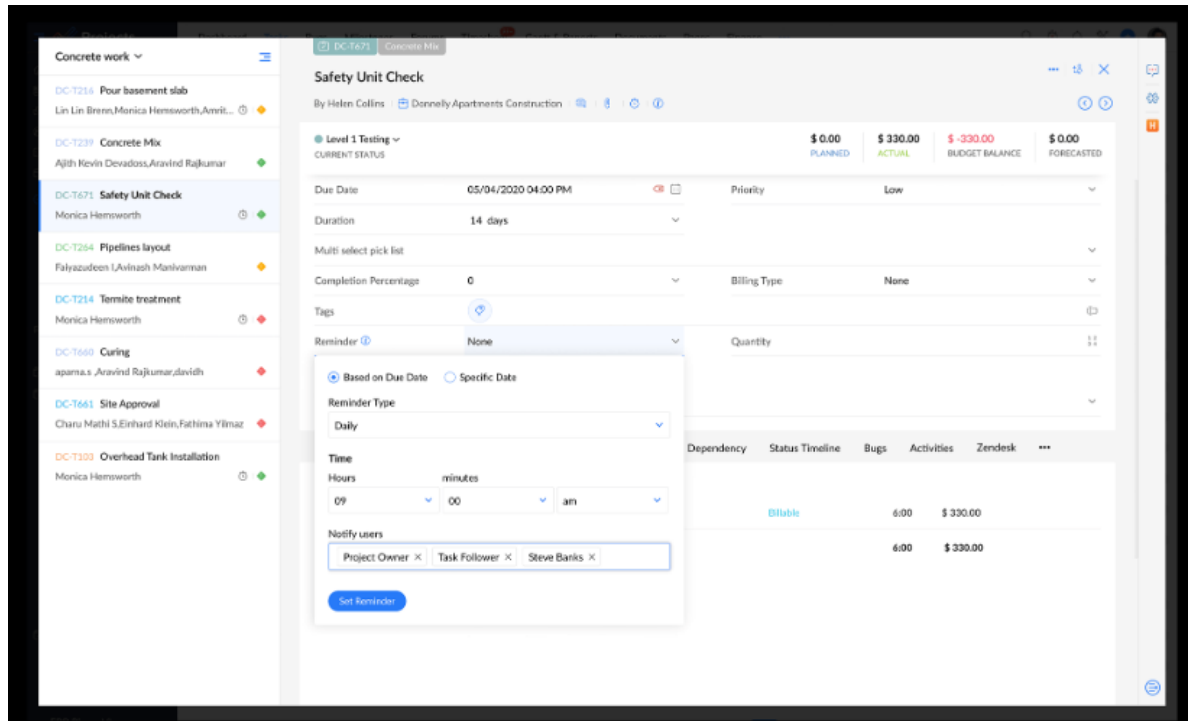 DC-T671 Concrete Mix
Concrete work
DC-T216 Pour basement slab
Lin Lin Brenn,Monica Hemsworth,Amrit...
DC-T239 Concrete Mix
Ajith Kevin Devadoss,Aravind Rajkumar
DC-T671 Safety Unit Check
Monica Hemsworth
DC-T264 Pipelines layout
Faiyazudeen I,Avinash Manivarman
DC-T214 Termite treatment
Monica Hemsworth
DC-T660 Curing
aparna.s ,Aravind Rajkumar,davidh
DC-T661 Site Approval
Charu Mathi S,Einhard Klein,Fathima Yilmaz
DC-T103 Overhead Tank Installation
Monica Hemsworth
Safety Unit Check
By Helen Collins Donnelly Apartments Construction
Level 1 Testing $ 0.00 $ 330.00 $ -330.00 $ 0.00
CURRENT STATUS PLANNED ACTUAL BUDGET BALANCE FORECASTED
Due Date 05/04/2020 04:00 PM Priority Low
Duration 14 days
Multi select pick list
Completion Percentage 0 Billing Type None
Tags
Reminder None Quantity
Based on Due Date Specific Date
Reminder Type
Daily
Time
Hours minutes
09 00 am
Notify users
Project Owner × Task Follower × Steve Banks ×
Set Reminder
Dependency Status Timeline Bugs Activities Zendesk •••
Billable 6:00 $ 330.00
6:00 $ 330.00
H